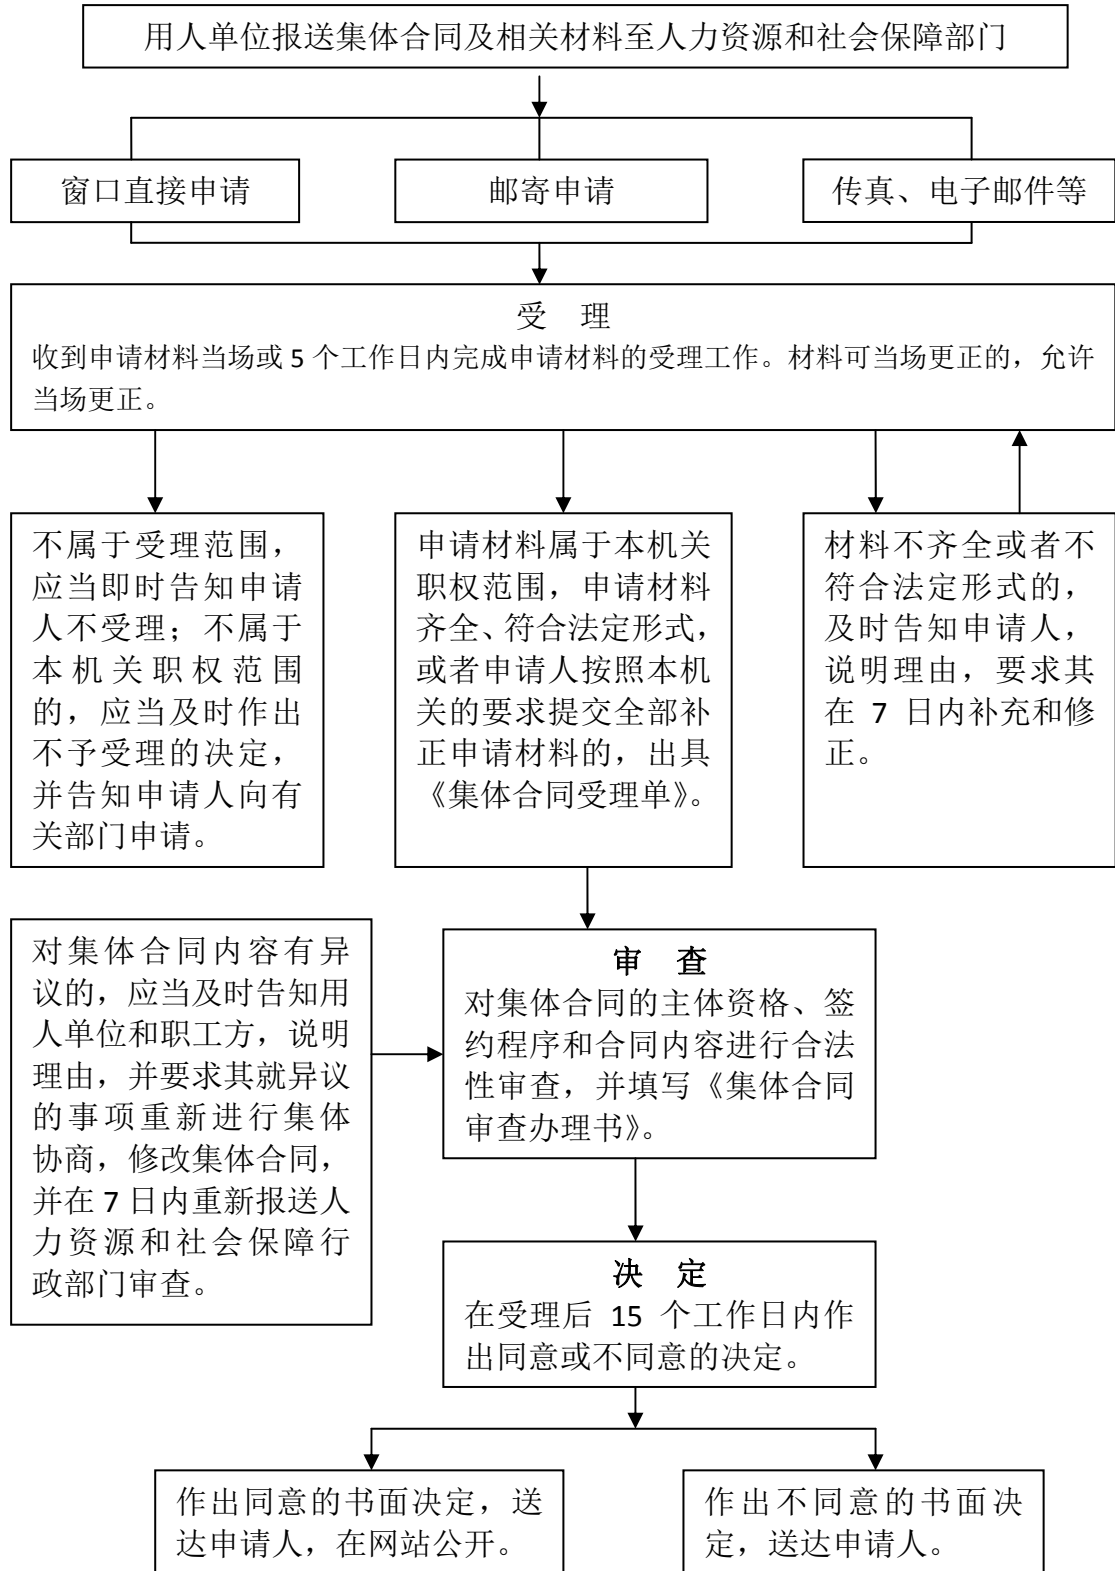 用人单位报送集体合同及相关材料至人力资源和社会保障部门
窗口直接申请
邮寄申请
传真、电子邮件等
受 理
收到申请材料当场或 5 个工作日内完成申请材料的受理工作。材料可当场更正的，允许
当场更正。
不属于受理范围，
应当即时告知申请
人不受理；不属于
本机关职权范围
的，应当及时作出
不予受理的决定，
并告知申请人向有
关部门申请。
申请材料属于本机关
职权范围，申请材料
齐全、符合法定形式，
或者申请人按照本机
关的要求提交全部补
正申请材料的，出具
《集体合同受理单》。
材料不齐全或者不
符合法定形式的，
及时告知申请人，
说明理由，要求其
在 7 日内补充和修
正。
对集体合同内容有异
议的，应当及时告知用
人单位和职工方，说明
理由，并要求其就异议
的事项重新进行集体
协商，修改集体合同，
并在 7 日内重新报送人
力资源和社会保障行
政部门审查。
审 查
对集体合同的主体资格、签
约程序和合同内容进行合法
性审查，并填写《集体合同
审查办理书》。
决 定
在受理后 15 个工作日内作
出同意或不同意的决定。
作出同意的书面决定，送
达申请人，在网站公开。
作出不同意的书面决
定，送达申请人。